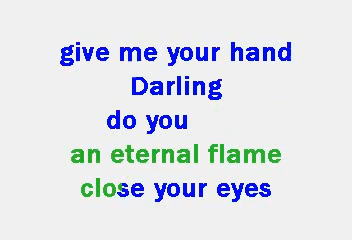 give me your hand
Darling
do you
an eternal flame
close your eyes